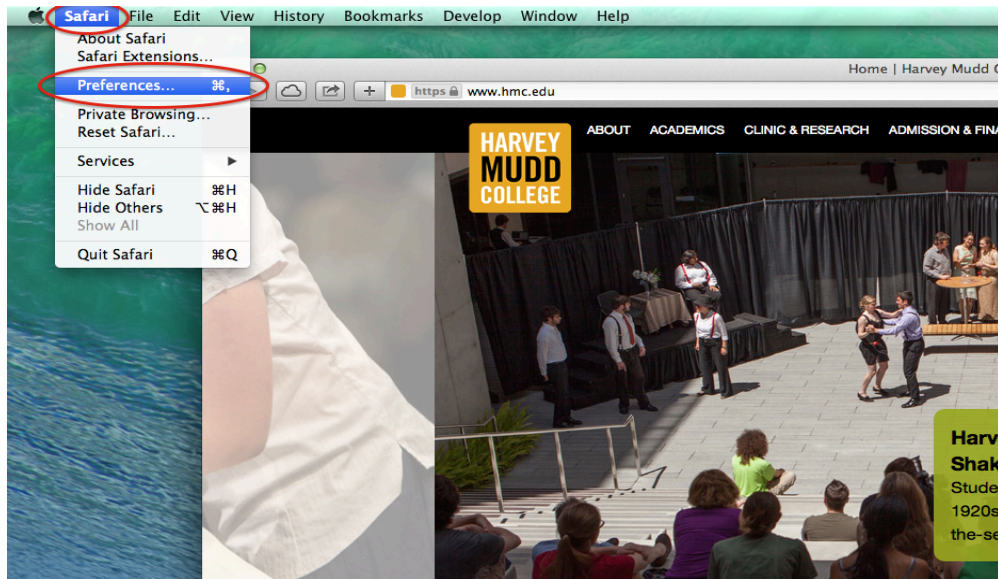 Safari File Edit View History Bookmarks Develop Window Help
About Safari
Safari Extensions...
Preferences... ⌘,
Private Browsing...
Reset Safari...
Services ▶
Hide Safari ⌘H
Hide Others ⌥⌘H
Show All
Quit Safari ⌘Q
Home | Harvey Mudd C
https www.hmc.edu
HARVEY
MUDD
COLLEGE
ABOUT ACADEMICS CLINIC & RESEARCH ADMISSION & FINA
Harv
Shak
Stude
1920s
the-se